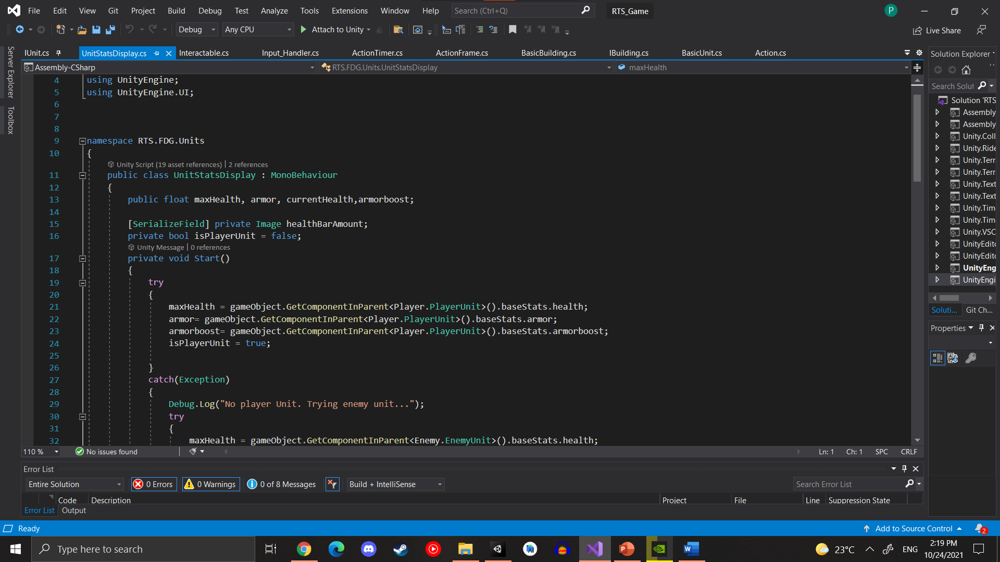 File Edit View Git Project Build Debug Test Analyze Tools Extensions Window Help Search (Ctrl+Q) RTS_Game P
Debug Any CPU Attach to Unity Live Share
Server Explorer
Toolbox
IUnit.cs UnitStatsDisplay.cs Interactable.cs Input_Handler.cs ActionTimer.cs ActionFrame.cs BasicBuilding.cs IBuilding.cs BasicUnit.cs Action.cs
Assembly-CSharp RTS.FDG.Units.UnitStatsDisplay maxHealth
4 using UnityEngine;
5 using UnityEngine.UI;
6
7
8
9 namespace RTS.FDG.Units
10 {
Unity Script (19 asset references) | 2 references
11 public class UnitStatsDisplay : MonoBehaviour
12 {
13 public float maxHealth, armor, currentHealth,armorboost;
14
15 [SerializeField] private Image healthBarAmount;
16 private bool isPlayerUnit = false;
Unity Message | 0 references
17 private void Start()
18 {
19 try
20 {
21 maxHealth = gameObject.GetComponentInParent<Player.PlayerUnit>().baseStats.health;
22 armor= gameObject.GetComponentInParent<Player.PlayerUnit>().baseStats.armor;
23 armorboost= gameObject.GetComponentInParent<Player.PlayerUnit>().baseStats.armorboost;
24 isPlayerUnit = true;
25
26 }
27 catch(Exception)
28 {
29 Debug.Log("No player Unit. Trying enemy unit...");
30 try
31 {
32 maxHealth = gameObject.GetComponentInParent<Enemy.EnemyUnit>().baseStats.health;
110 % No issues found Ln: 1 Ch: 1 SPC CRLF
Error List
Entire Solution 0 Errors 0 Warnings 0 of 8 Messages Build + IntelliSense Search Error List
Code Description Project File Line Suppression State
Error List Output
Solution Explorer
Search Solut
Solution 'RTS
Assembly
Assembly
Unity.Coll
Unity.Ride
Unity.Terr
Unity.Terr
Unity.Text
Unity.Text
Unity.Tim
Unity.Tim
Unity.VSC
UnityEdito
UnityEdito
UnityEng
UnityEngi
Soluti... Git Ch...
Properties
Ready Add to Source Control 2
Type here to search 23°C ENG
2:19 PM
10/24/2021